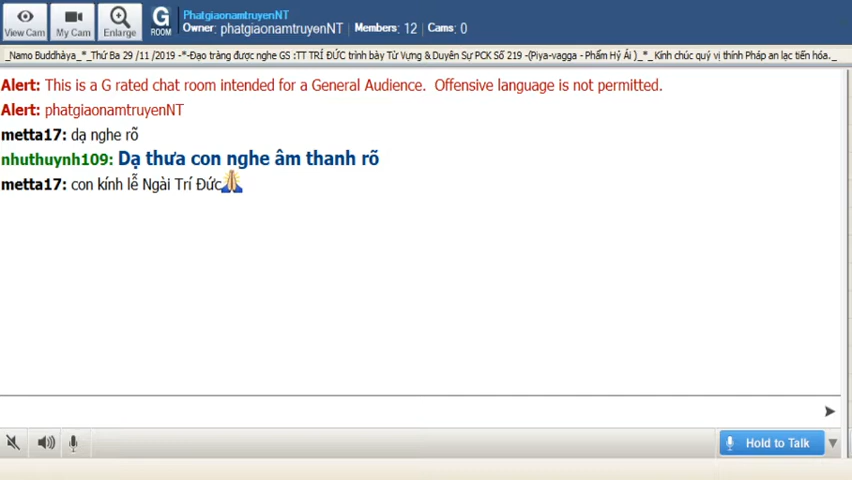 PhatgiaonamtruyenNT
View Cam My Cam Enlarge G ROOM Owner: phatgiaonamtruyenNT Members: 12 Cams: 0
_Namo Buddhàya_*_Thứ Ba 29 /11 /2019 -*-Đạo tràng được nghe GS :TT TRÍ ĐỨC trình bày Từ Vựng & Duyên Sự PCK Số 219 -(Piya-vagga - Phẩm Hỷ Ái )_*_ Kính chúc quý vị thính Pháp an lạc tiến hóa._
Alert: This is a G rated chat room intended for a General Audience. Offensive language is not permitted.
Alert: phatgiaonamtruyenNT
metta17: dạ nghe rõ
nhuthuynh109: Dạ thưa con nghe âm thanh rõ
metta17: con kính lễ Ngài Trí Đức
Hold to Talk